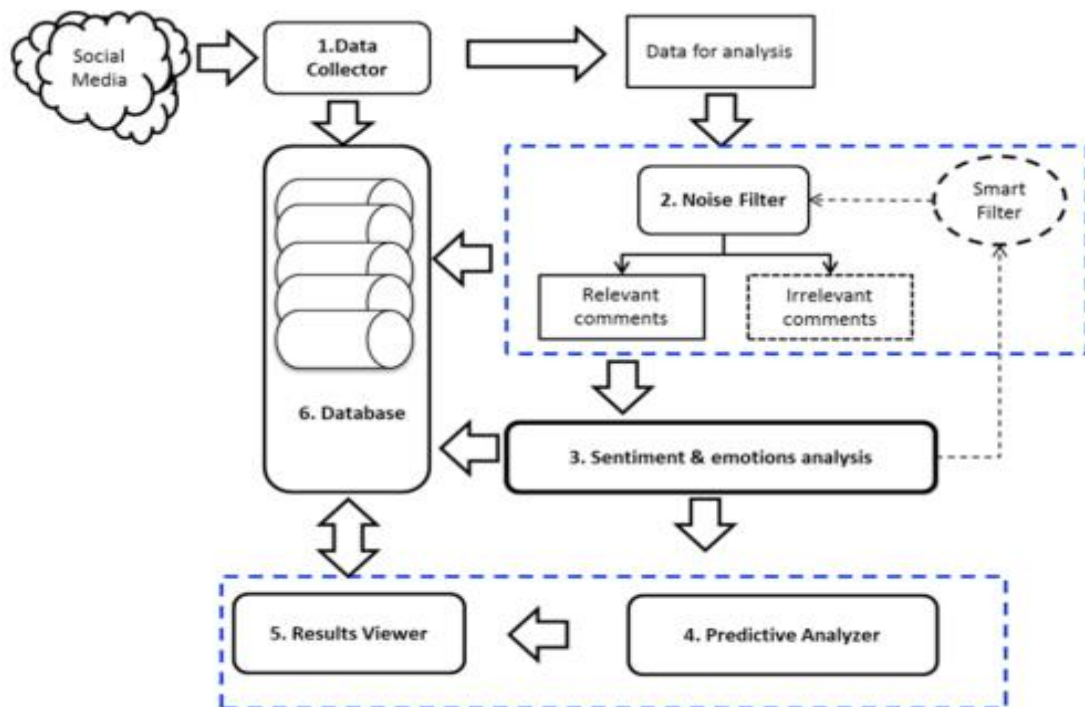 Social
Media
1.Data
Collector
Data for analysis
2. Noise Filter
Smart
Filter
Relevant
comments
Irrelevant
comments
6. Database
3. Sentiment & emotions analysis
5. Results Viewer
4. Predictive Analyzer